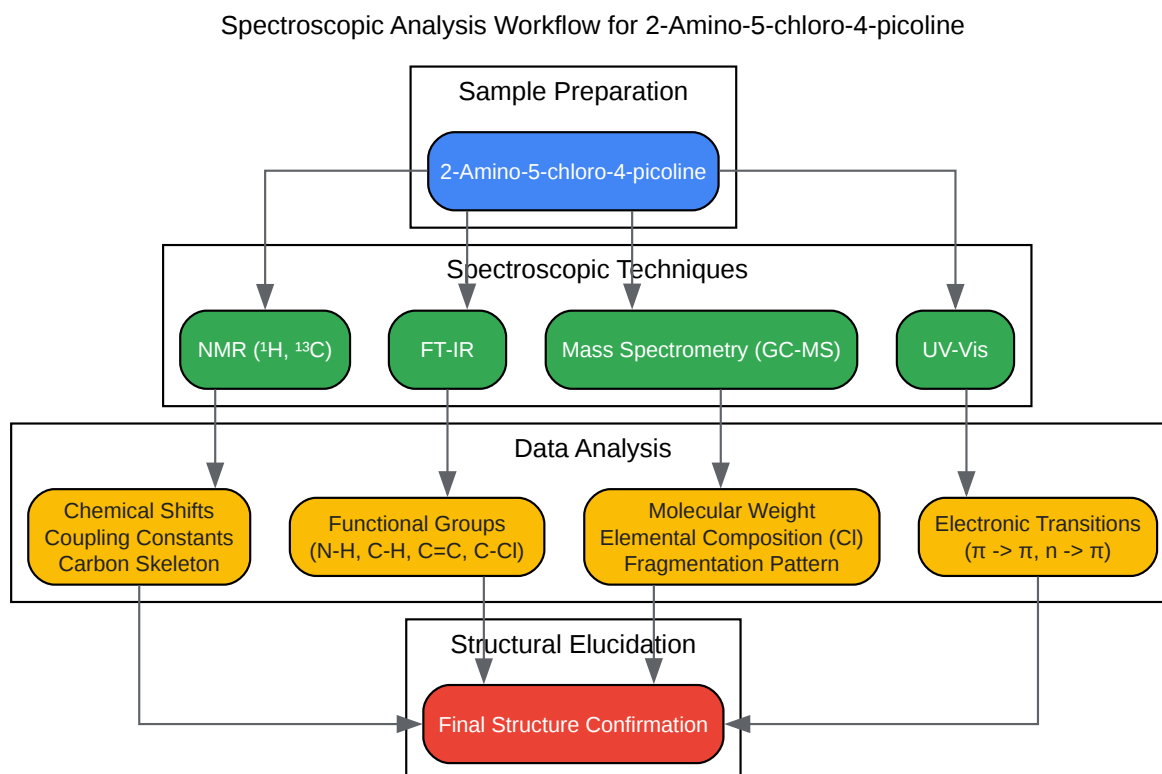 Spectroscopic Analysis Workflow for 2-Amino-5-chloro-4-picoline
Sample Preparation
2-Amino-5-chloro-4-picoline
Spectroscopic Techniques
NMR (¹H, ¹³C)
FT-IR
Mass Spectrometry (GC-MS)
UV-Vis
Data Analysis
Chemical Shifts
Coupling Constants
Carbon Skeleton
Functional Groups
(N-H, C-H, C=C, C-Cl)
Molecular Weight
Elemental Composition (Cl)
Fragmentation Pattern
Electronic Transitions
(π -> π, n -> π)
Structural Elucidation
Final Structure Confirmation